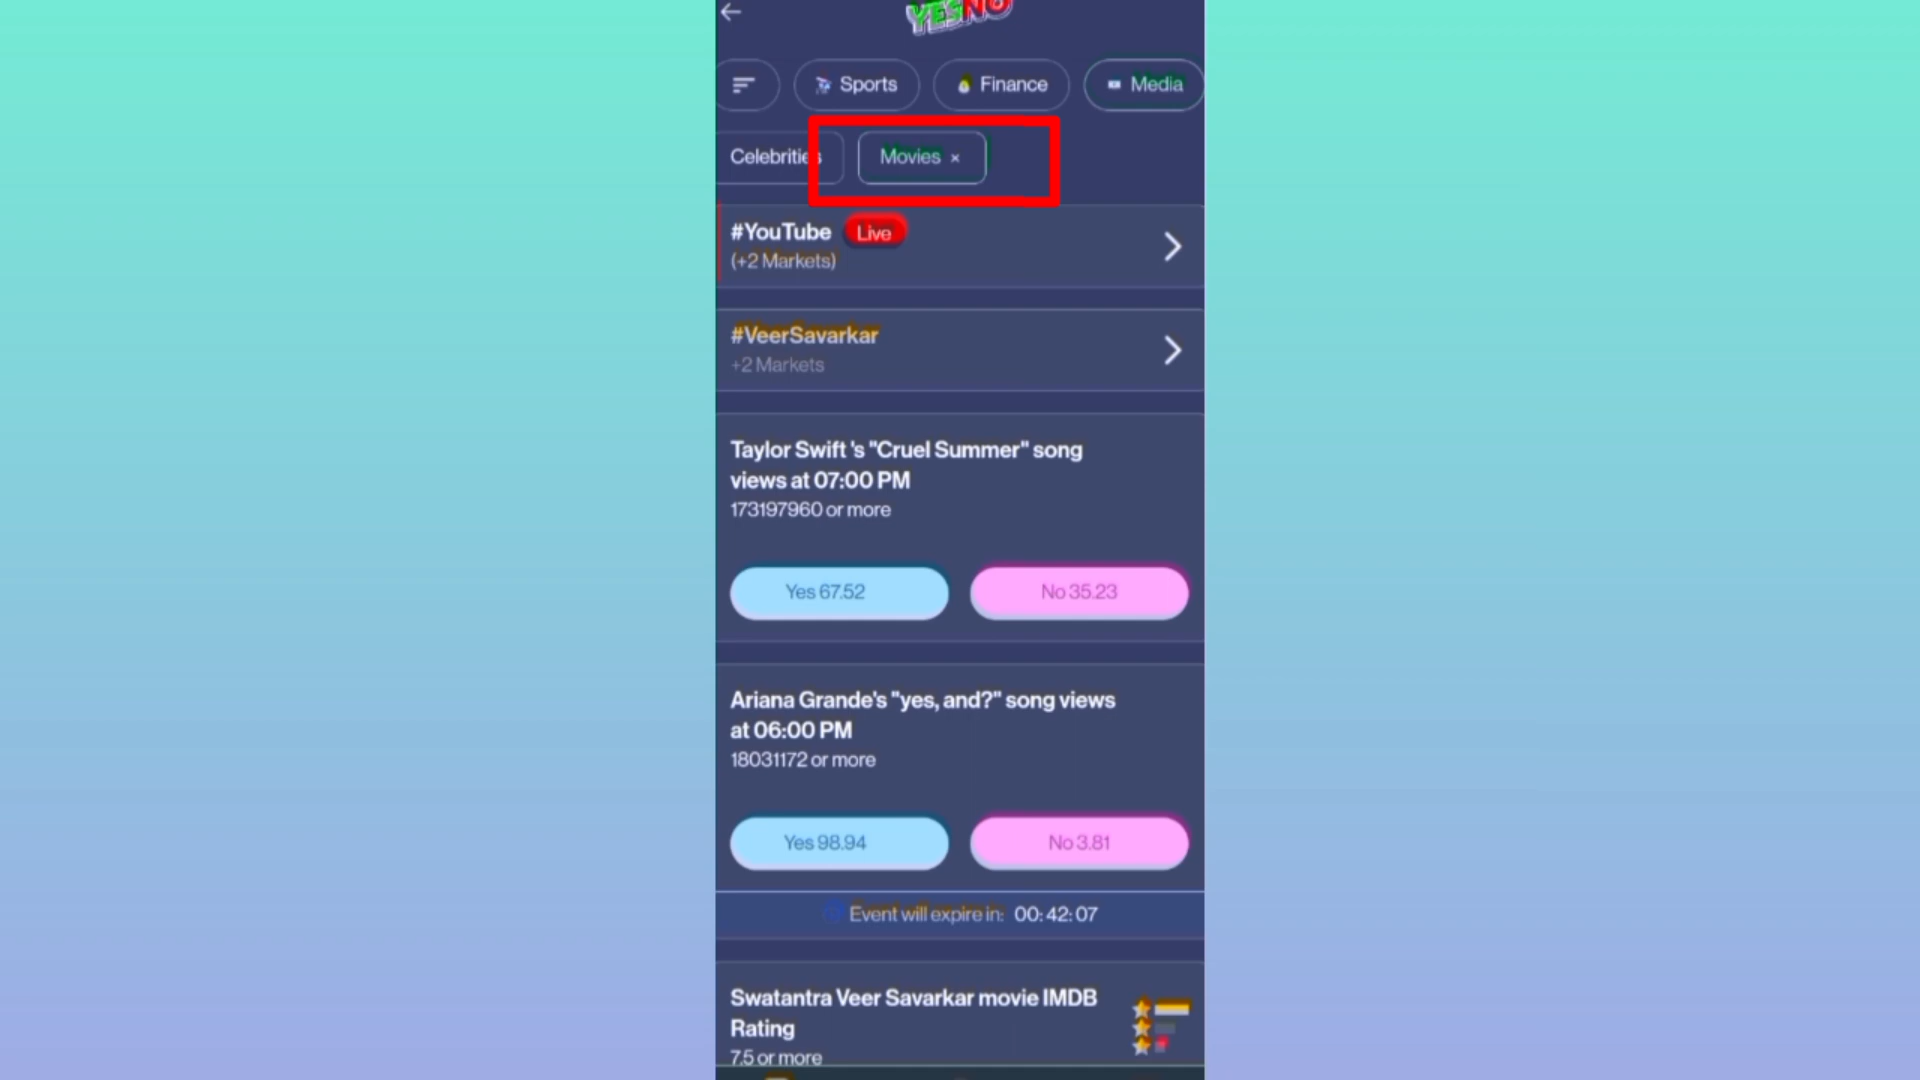 YESNO
Sports
Finance
Media
Celebrities
Movies ×
#YouTube Live
(+2 Markets)
#VeerSavarkar
+2 Markets
Taylor Swift 's "Cruel Summer" song
views at 07:00 PM
173197960 or more
Yes 67.52
No 35.23
Ariana Grande's "yes, and?" song views
at 06:00 PM
18031172 or more
Yes 98.94
No 3.81
Event will expire in: 00: 42: 07
Swatantra Veer Savarkar movie IMDB
Rating
7.5 or more